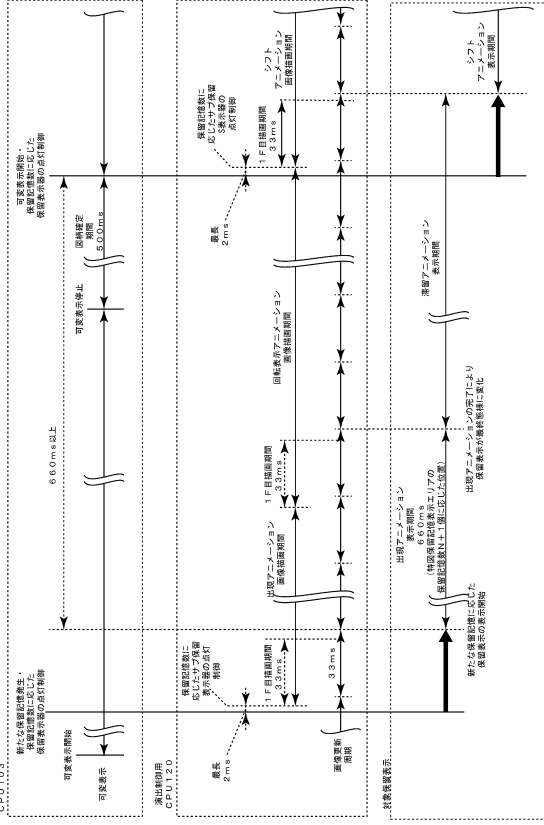 CPU103
新たな保留記憶発生・
保留記憶数に応じた
保留表示器の点灯制御
可変表示開始
可変表示
660ms以上
可変表示停止
図柄確定
期間
500ms
可変表示開始・
保留記憶数に応じた
保留表示器の点灯制御
演出制御用
CPU120
最長
2ms
保留記憶数に
応じたサブ保留
表示器の点灯
制御
1F目描画期間
33ms
出現アニメーション
画像描画期間
1F目描画期間
33ms
回転表示アニメーション
画像描画期間
最長
2ms
保留記憶数に
応じたサブ保留
S表示器の
点灯制御
1F目描画期間
33ms
シフト
アニメーション
画像描画期間
画像更新
周期
33ms
対象保留表示
新たな保留記憶に応じた
保留表示の表示開始
出現アニメーション
表示期間
660ms
(特図保留記憶表示エリアの
保留記憶数N+1個に応じた位置)
出現アニメーションの完了により
保留表示が最終態様に変化
滞留アニメーション
表示期間
シフト
アニメーション
表示期間